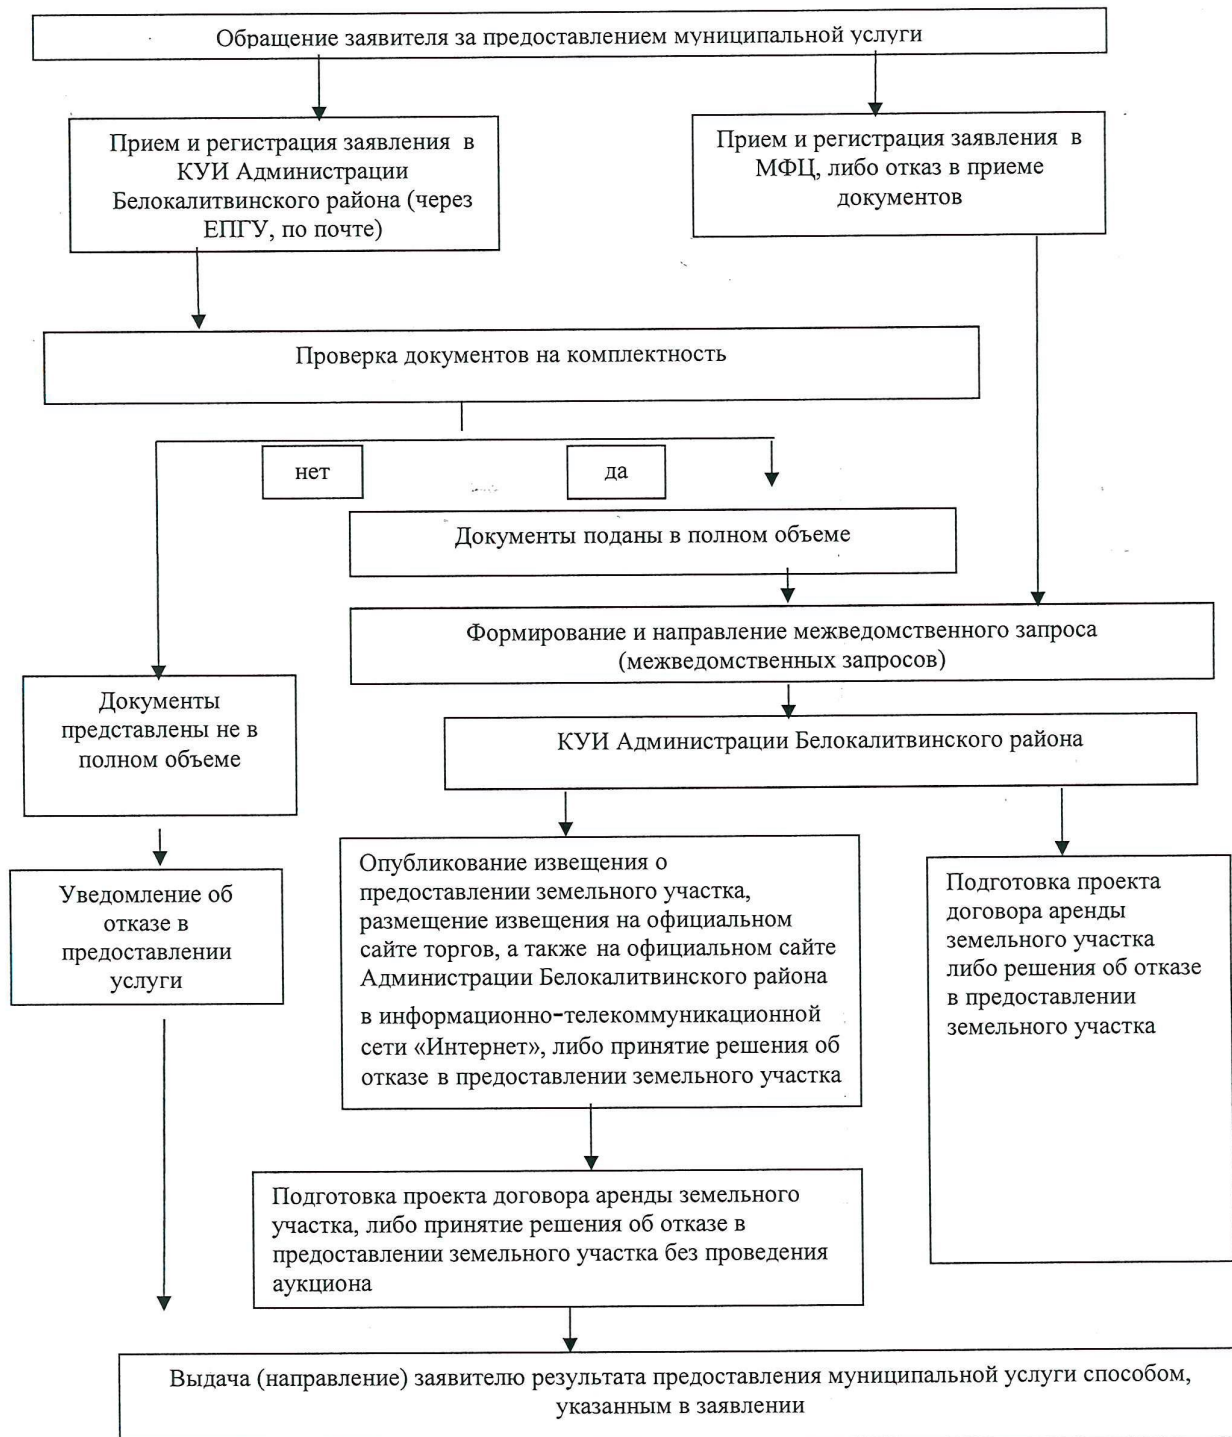 Обращение заявителя за предоставлением муниципальной услуги
Прием и регистрация заявления в
КУИ Администрации
Белокалитвинского района (через
ЕПГУ, по почте)
Прием и регистрация заявления в
МФЦ, либо отказ в приеме
документов
Проверка документов на комплектность
нет
да
Документы поданы в полном объеме
Формирование и направление межведомственного запроса
(межведомственных запросов)
Документы
представлены не в
полном объеме
КУИ Администрации Белокалитвинского района
Уведомление об
отказе в
предоставлении
услуги
Опубликование извещения о
предоставлении земельного участка,
размещение извещения на официальном
сайте торгов, а также на официальном сайте
Администрации Белокалитвинского района
в информационно-телекоммуникационной
сети «Интернет», либо принятие решения об
отказе в предоставлении земельного участка
Подготовка проекта
договора аренды
земельного участка
либо решения об отказе
в предоставлении
земельного участка
Подготовка проекта договора аренды земельного
участка, либо принятие решения об отказе в
предоставлении земельного участка без проведения
аукциона
Выдача (направление) заявителю результата предоставления муниципальной услуги способом,
указанным в заявлении